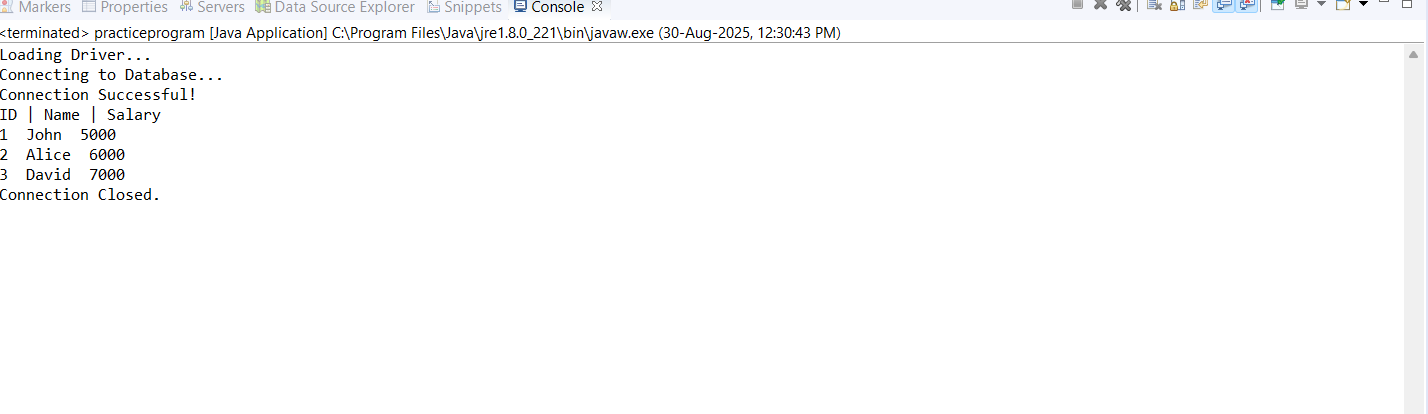 Markers Properties Servers Data Source Explorer Snippets Console
<terminated> practiceprogram [Java Application] C:\Program Files\Java\jre1.8.0_221\bin\javaw.exe (30-Aug-2025, 12:30:43 PM)
Loading Driver...
Connecting to Database...
Connection Successful!
ID | Name | Salary
1  John  5000
2  Alice  6000
3  David  7000
Connection Closed.